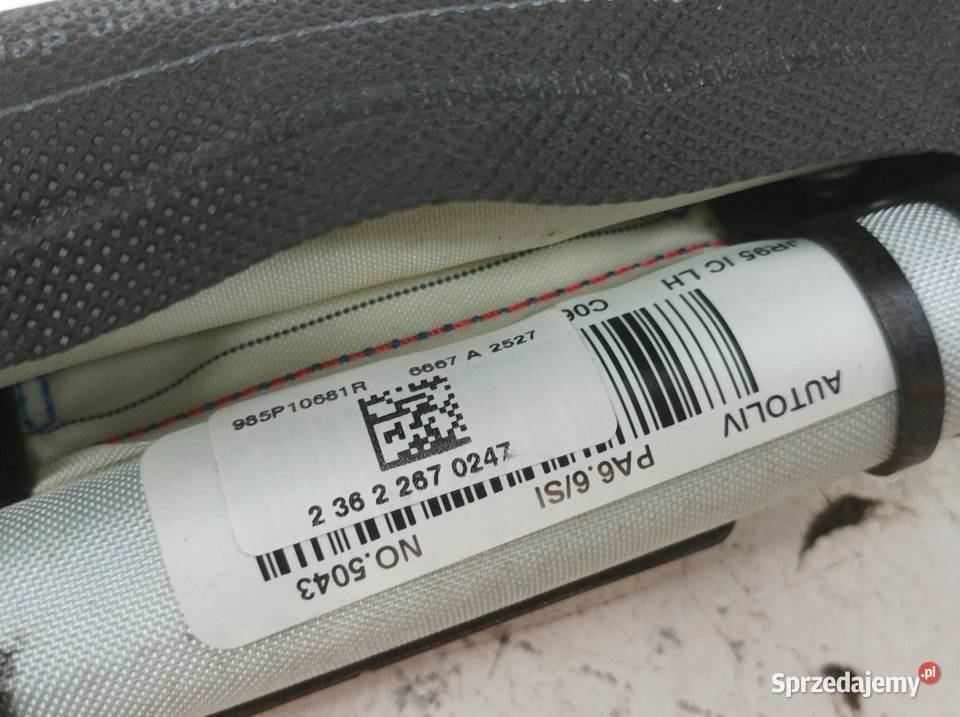 985P10681R 6667 A 2527
2 36 2 267 0247
JR95 IC LH
AUTOLIV
PA6.6/SI
NO.5043
Sprzedajemy.pl